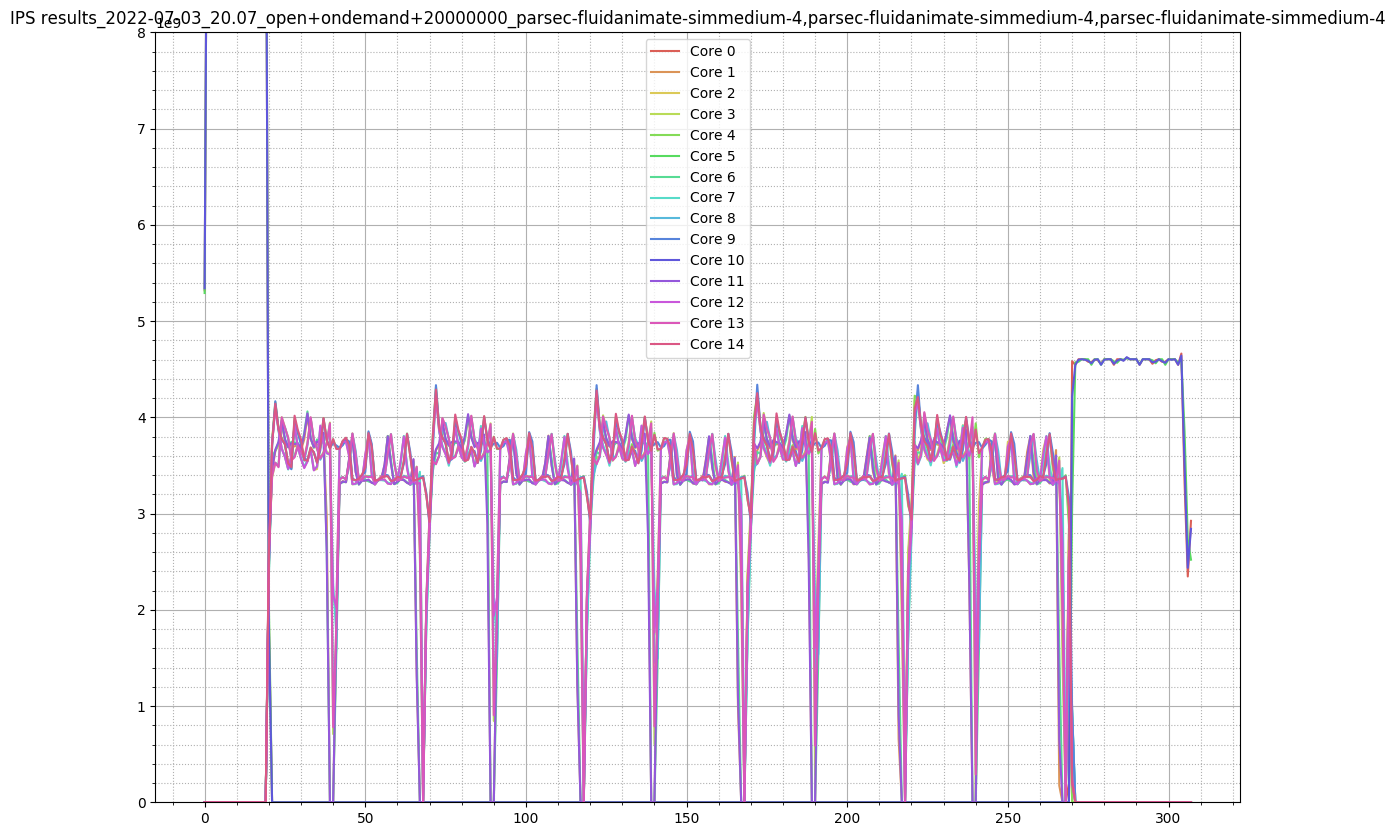 IPS results_2022-07-03_20.07_open+ondemand+20000000_parsec-fluidanimate-simmedium-4,parsec-fluidanimate-simmedium-4,parsec-fluidanimate-simmedium-4
1e9
8
7
6
5
4
3
2
1
0
Core 0
Core 1
Core 2
Core 3
Core 4
Core 5
Core 6
Core 7
Core 8
Core 9
Core 10
Core 11
Core 12
Core 13
Core 14
0 50 100 150 200 250 300